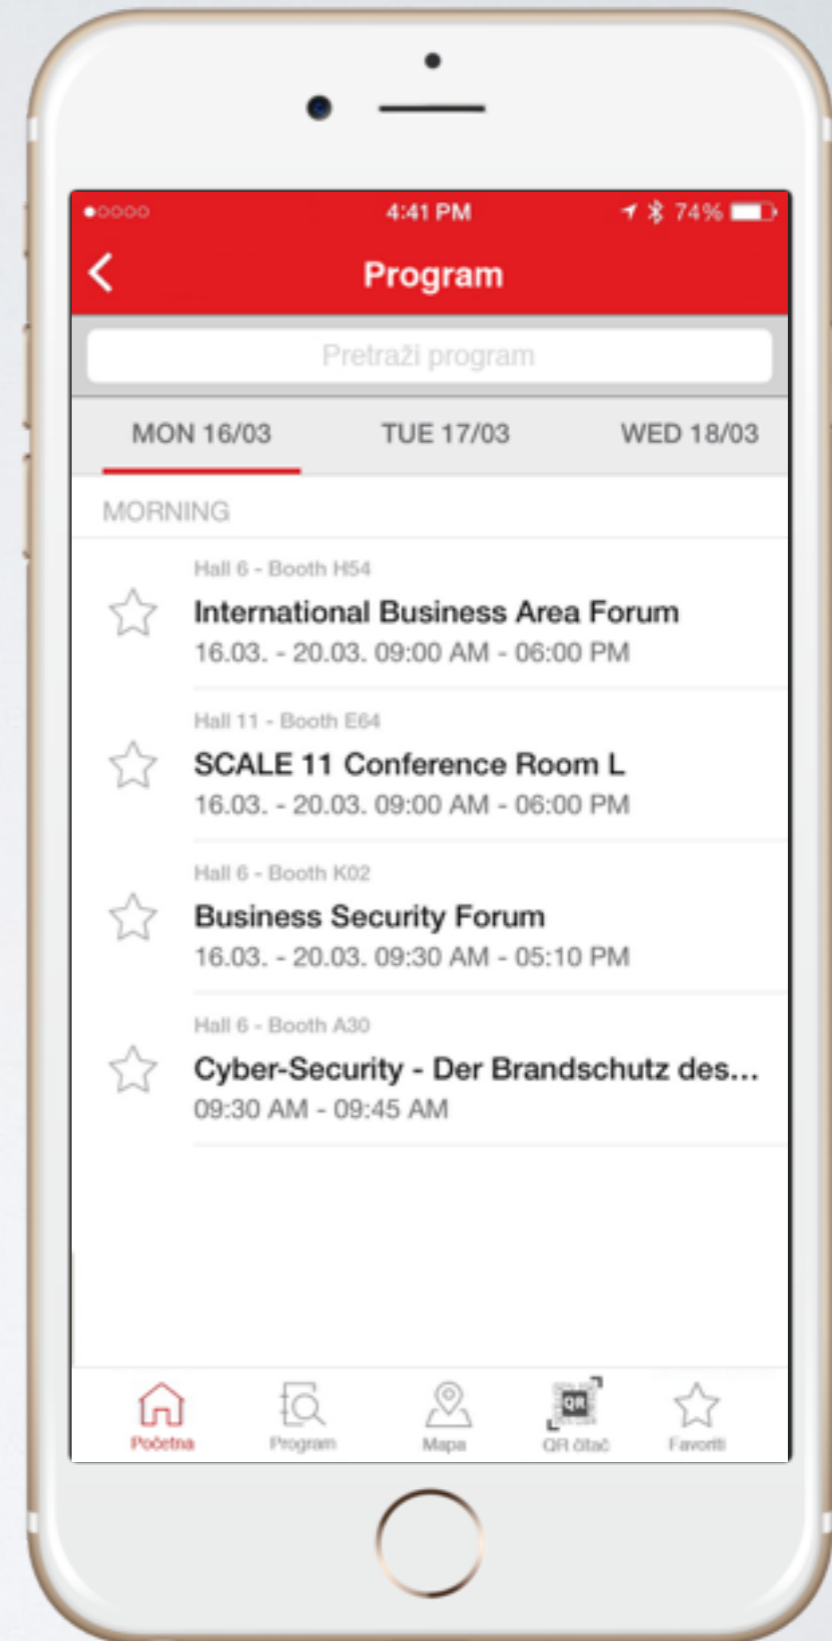 4:41 PM
74%
Program
Pretraži program
MON 16/03
TUE 17/03
WED 18/03
MORNING
Hall 6 - Booth H54
International Business Area Forum
16.03. - 20.03. 09:00 AM - 06:00 PM
Hall 11 - Booth E64
SCALE 11 Conference Room L
16.03. - 20.03. 09:00 AM - 06:00 PM
Hall 6 - Booth K02
Business Security Forum
16.03. - 20.03. 09:30 AM - 05:10 PM
Hall 6 - Booth A30
Cyber-Security - Der Brandschutz des...
09:30 AM - 09:45 AM
QR
Početna
Program
Mapa
QR čitač
Favoriti